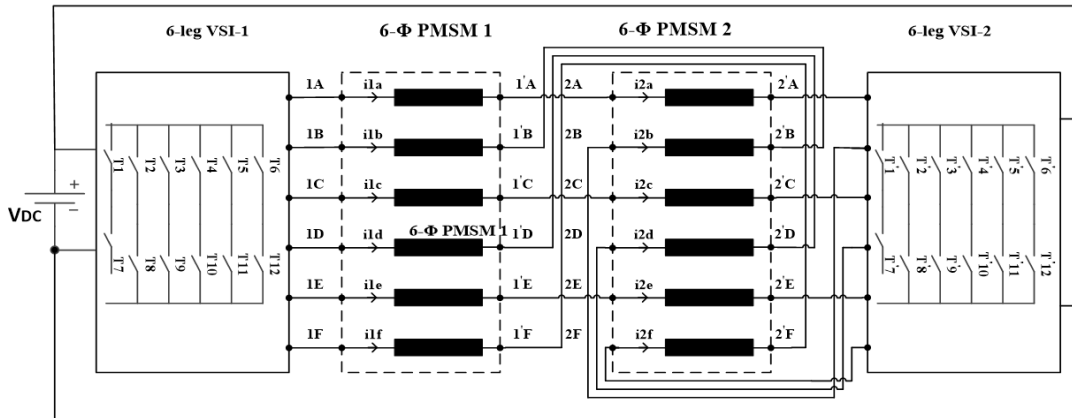 6-leg VSI-1
6-Φ PMSM 1
6-Φ PMSM 2
6-leg VSI-2
1A i1a 1'A 2A i2a 2'A
1B i1b 1'B 2B i2b 2'B
1C i1c 1'C 2C i2c 2'C
6-Φ PMSM 1
1D i1d 1'D 2D i2d 2'D
1E i1e 1'E 2E i2e 2'E
1F i1f 1'F 2F i2f 2'F
T1 T2 T3 T4 T5 T6
T7 T8 T9 T10 T11 T12
+
−
VDC
T'1 T'2 T'3 T'4 T'5 T'6
T'7 T'8 T'9 T'10 T'11 T'12